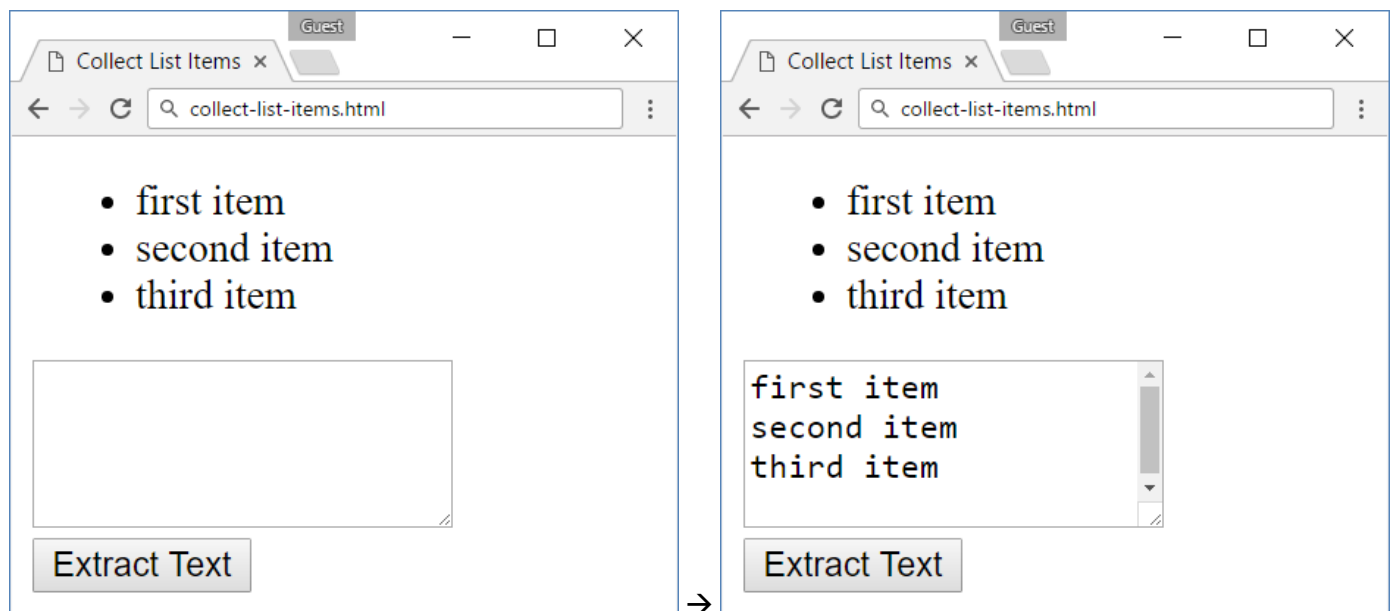 Guest
Collect List Items
collect-list-items.html
first item
second item
third item
Extract Text
→
Guest
Collect List Items
collect-list-items.html
first item
second item
third item
first item
second item
third item
Extract Text